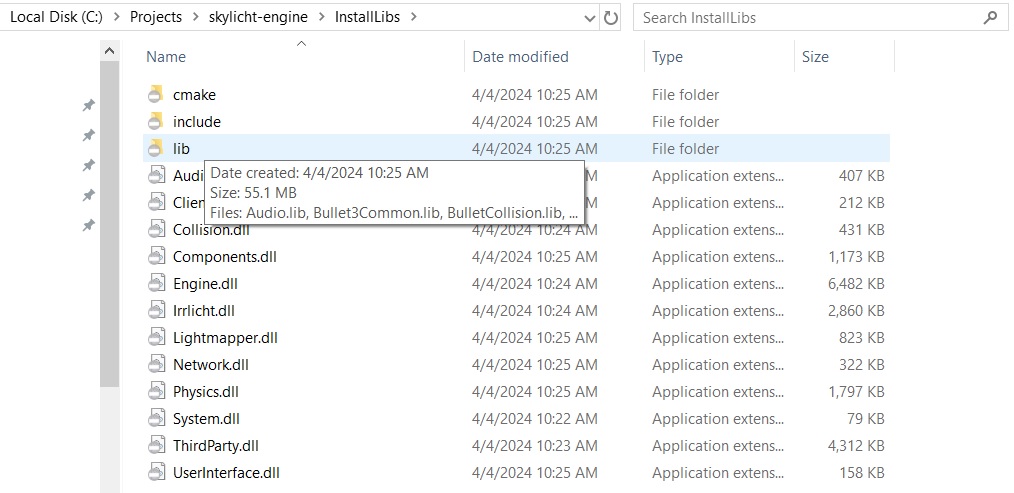 Local Disk (C:) > Projects > skylicht-engine > InstallLibs >
Search InstallLibs
Name Date modified Type Size
cmake 4/4/2024 10:25 AM File folder
include 4/4/2024 10:25 AM File folder
lib 4/4/2024 10:25 AM File folder
Date created: 4/4/2024 10:25 AM
Size: 55.1 MB
Files: Audio.lib, Bullet3Common.lib, BulletCollision.lib, ...
Audi M Application extens... 407 KB
Clien M Application extens... 212 KB
Collision.dll 4/4/2024 10:24 AM Application extens... 431 KB
Components.dll 4/4/2024 10:25 AM Application extens... 1,173 KB
Engine.dll 4/4/2024 10:24 AM Application extens... 6,482 KB
Irrlicht.dll 4/4/2024 10:24 AM Application extens... 2,860 KB
Lightmapper.dll 4/4/2024 10:25 AM Application extens... 823 KB
Network.dll 4/4/2024 10:25 AM Application extens... 322 KB
Physics.dll 4/4/2024 10:25 AM Application extens... 1,797 KB
System.dll 4/4/2024 10:22 AM Application extens... 79 KB
ThirdParty.dll 4/4/2024 10:23 AM Application extens... 4,312 KB
UserInterface.dll 4/4/2024 10:25 AM Application extens... 158 KB